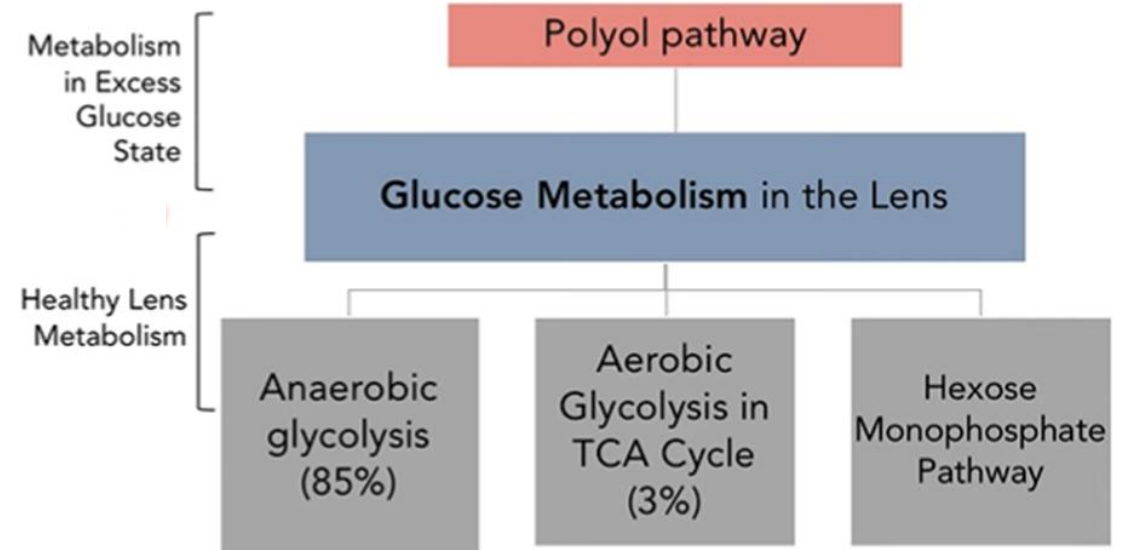 Metabolism
in Excess
Glucose
State
Polyol pathway
Glucose Metabolism in the Lens
Healthy Lens
Metabolism
Anaerobic
glycolysis
(85%)
Aerobic
Glycolysis in
TCA Cycle
(3%)
Hexose
Monophosphate
Pathway